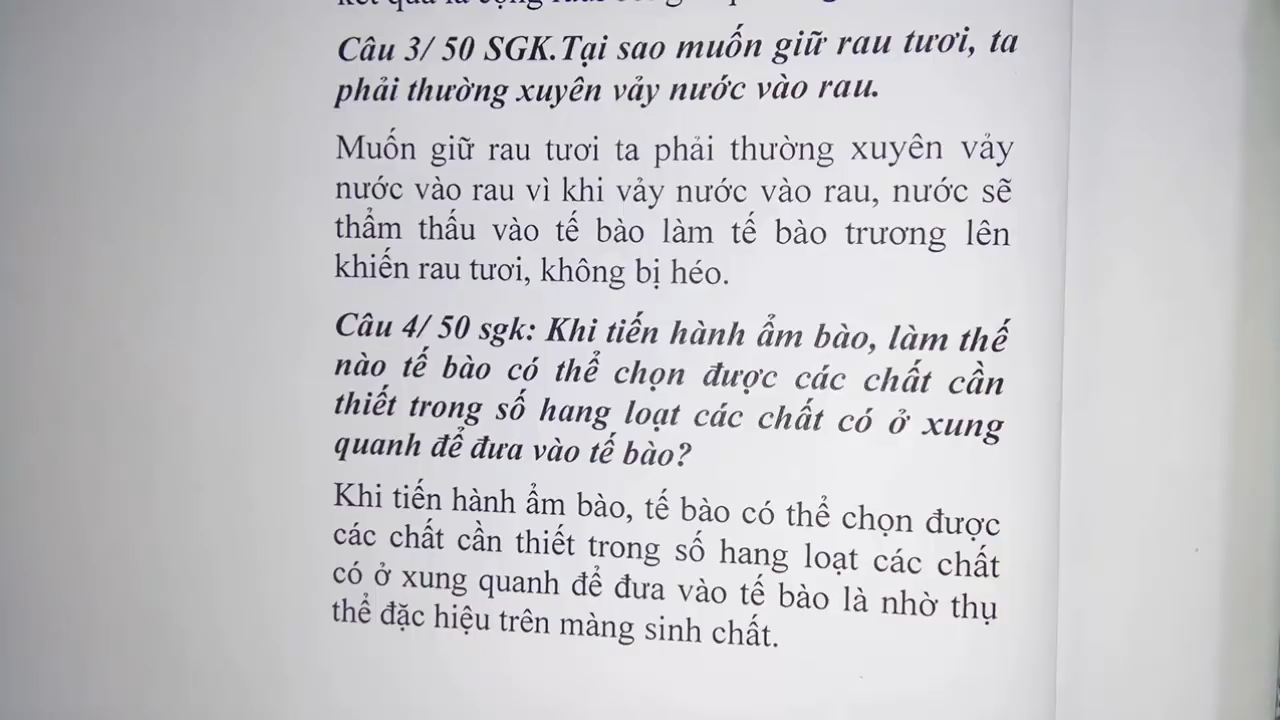 Câu 3/ 50 SGK.Tại sao muốn giữ rau tươi, ta
phải thường xuyên vảy nước vào rau.
Muốn giữ rau tươi ta phải thường xuyên vảy
nước vào rau vì khi vảy nước vào rau, nước sẽ
thẩm thấu vào tế bào làm tế bào trương lên
khiến rau tươi, không bị héo.
Câu 4/ 50 sgk: Khi tiến hành ẩm bào, làm thế
nào tế bào có thể chọn được các chất cần
thiết trong số hang loạt các chất có ở xung
quanh để đưa vào tế bào?
Khi tiến hành ẩm bào, tế bào có thể chọn được
các chất cần thiết trong số hang loạt các chất
có ở xung quanh để đưa vào tế bào là nhờ thụ
thể đặc hiệu trên màng sinh chất.